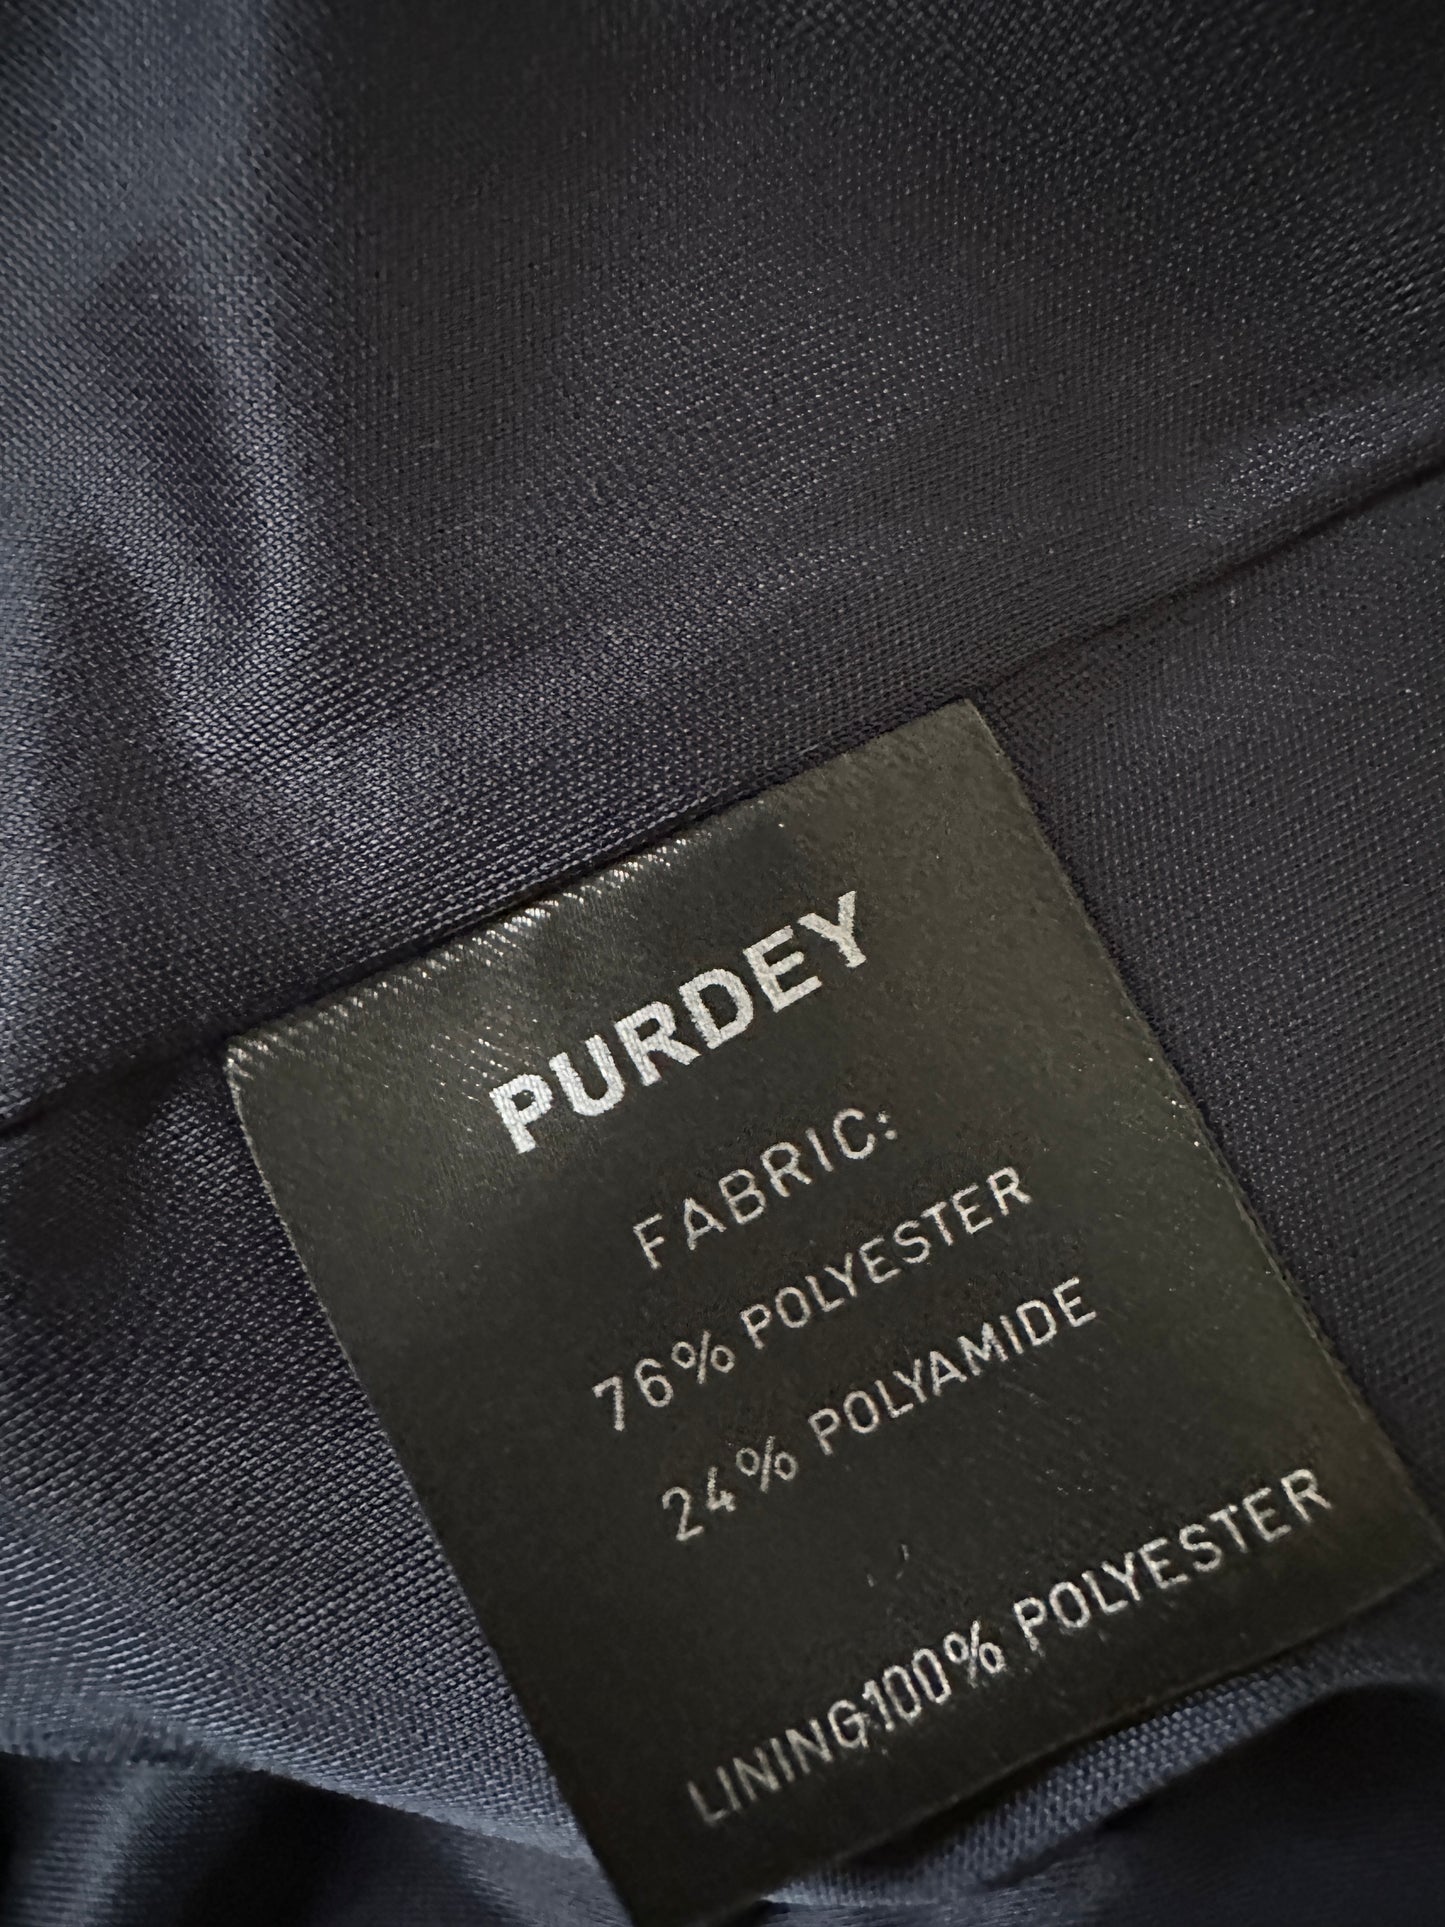 PURDEY
FABRIC:
76% POLYESTER
24% POLYAMIDE
LINING100% POLYESTER